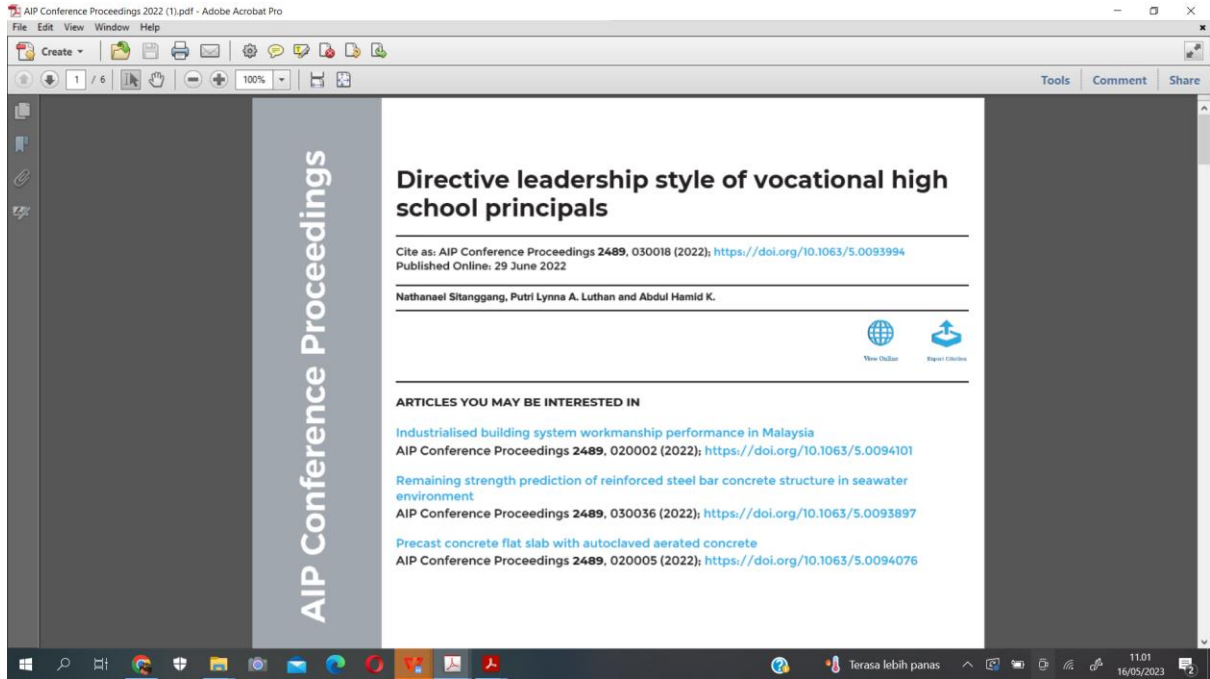 AIP Conference Proceedings 2022 (1).pdf - Adobe Acrobat Pro
File Edit View Window Help
Create
1 / 6
100%
Tools Comment Share
AIP Conference Proceedings
Directive leadership style of vocational high
school principals
Cite as: AIP Conference Proceedings 2489, 030018 (2022); https://doi.org/10.1063/5.0093994
Published Online: 29 June 2022
Nathanael Sitanggang, Putri Lynna A. Luthan and Abdul Hamid K.
View Online
Export Citation
ARTICLES YOU MAY BE INTERESTED IN
Industrialised building system workmanship performance in Malaysia
AIP Conference Proceedings 2489, 020002 (2022); https://doi.org/10.1063/5.0094101
Remaining strength prediction of reinforced steel bar concrete structure in seawater
environment
AIP Conference Proceedings 2489, 030036 (2022); https://doi.org/10.1063/5.0093897
Precast concrete flat slab with autoclaved aerated concrete
AIP Conference Proceedings 2489, 020005 (2022); https://doi.org/10.1063/5.0094076
Terasa lebih panas
11.01
16/05/2023
2